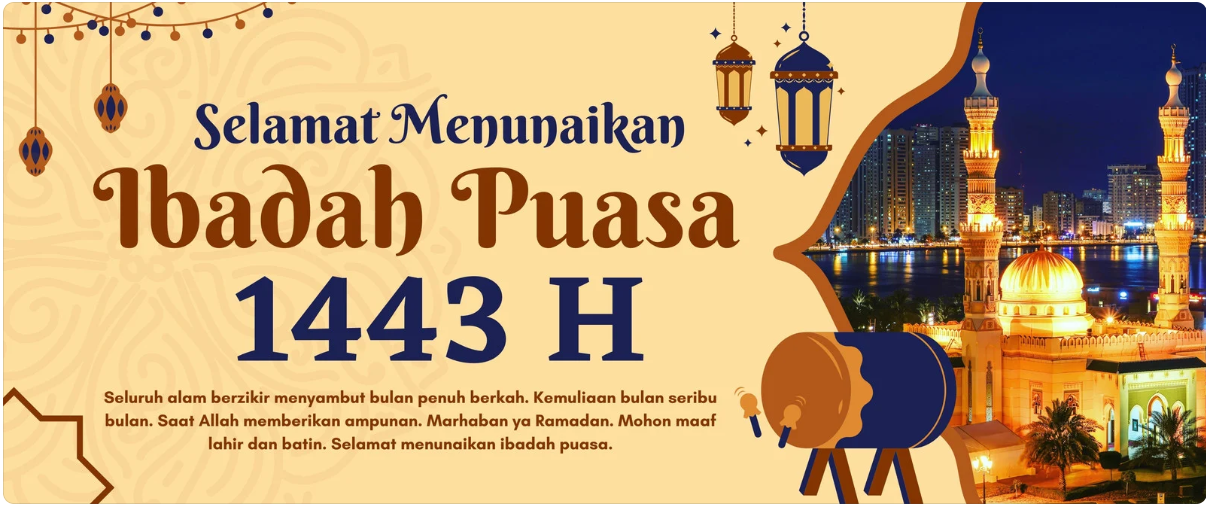 Selamat Menunaikan
Ibadah Puasa
1443 H
Seluruh alam berzikir menyambut bulan penuh berkah. Kemuliaan bulan seribu
bulan. Saat Allah memberikan ampunan. Marhaban ya Ramadan. Mohon maaf
lahir dan batin. Selamat menunaikan ibadah puasa.